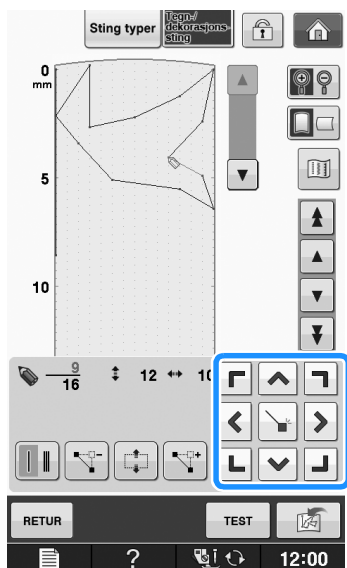 Sting typer
Tegn-/
dekorasjons-
sting
0
mm
5
10
9
16
12
10
RETUR
TEST
?
12:00